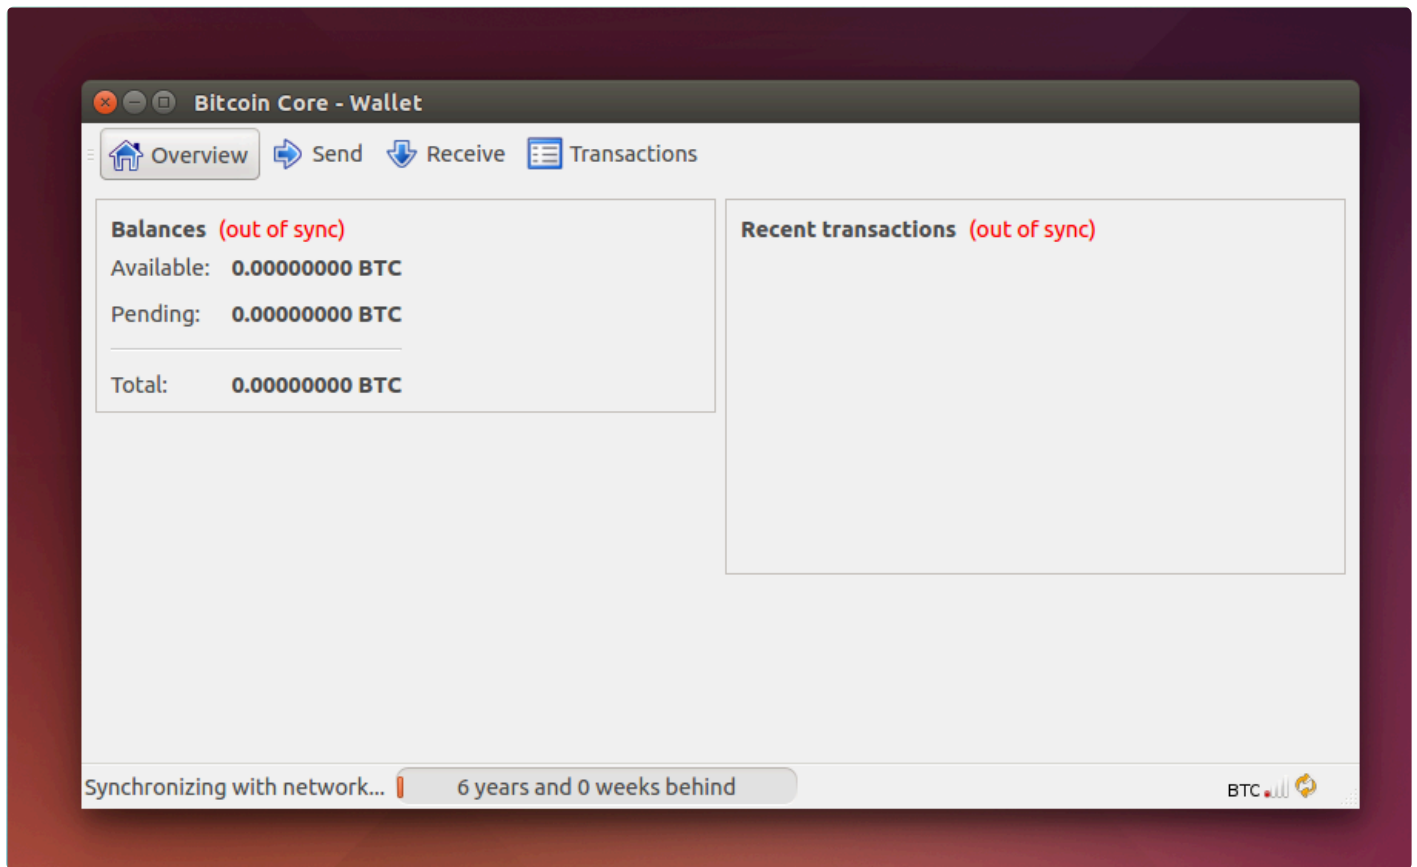 Bitcoin Core - Wallet
Overview Send Receive Transactions
Balances (out of sync)
Available: 0.00000000 BTC
Pending: 0.00000000 BTC
Total: 0.00000000 BTC
Recent transactions (out of sync)
Synchronizing with network... 6 years and 0 weeks behind BTC